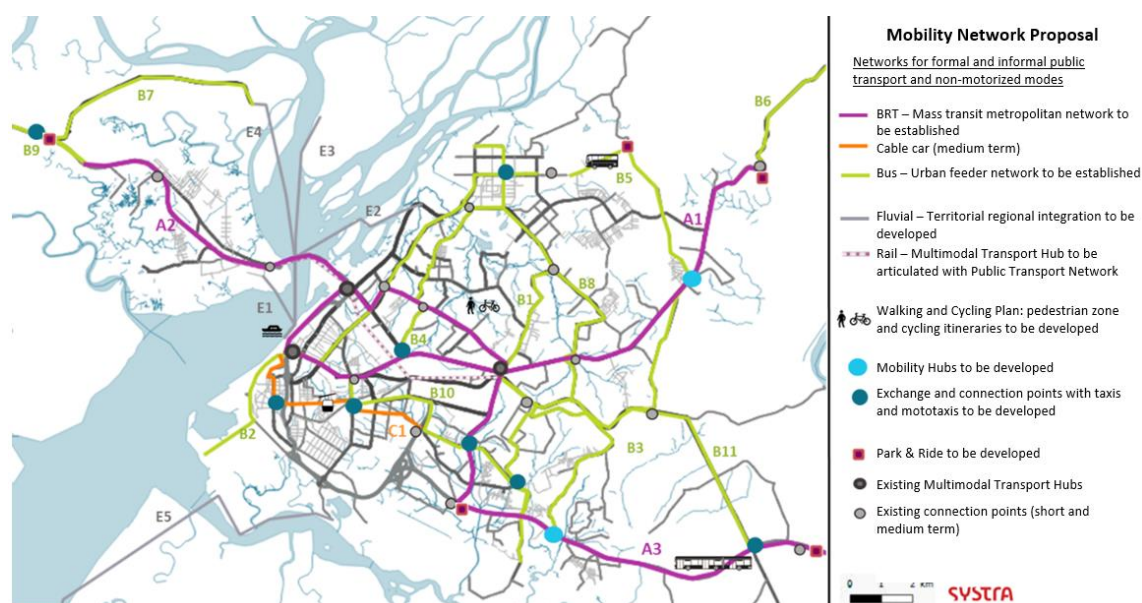 B7
B9
E4
E3
A2
E2
E1
B6
B5
A1
B8
B1
B4
B10
C1
B2
B3
B11
E5
A3
Mobility Network Proposal
Networks for formal and informal public
transport and non-motorized modes
BRT – Mass transit metropolitan network to
be established
Cable car (medium term)
Bus – Urban feeder network to be established
Fluvial – Territorial regional integration to be
developed
Rail – Multimodal Transport Hub to be
articulated with Public Transport Network
Walking and Cycling Plan: pedestrian zone
and cycling itineraries to be developed
Mobility Hubs to be developed
Exchange and connection points with taxis
and mototaxis to be developed
Park & Ride to be developed
Existing Multimodal Transport Hubs
Existing connection points (short and
medium term)
SYSTRA